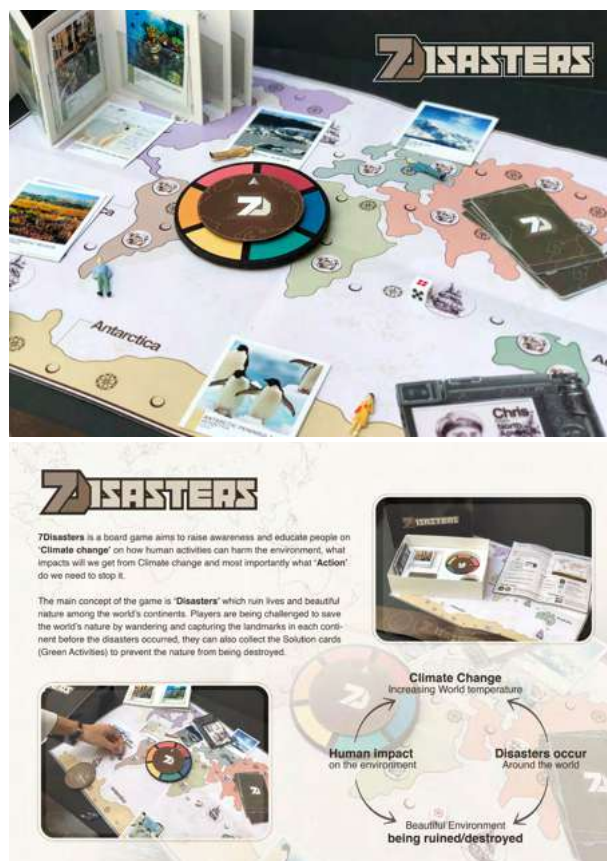 7DISASTERS
7D
Antarctica
ANTARCTIC PENINSULA
Chris
North
7DISASTERS
7Disasters is a board game aims to raise awareness and educate people on
'Climate change' on how human activities can harm the environment, what
impacts will we get from Climate change and most importantly what 'Action'
do we need to stop it.
The main concept of the game is 'Disasters' which ruin lives and beautiful
nature among the world's continents. Players are being challenged to save
the world's nature by wandering and capturing the landmarks in each conti-
nent before the disasters occurred, they can also collect the Solution cards
(Green Activities) to prevent the nature from being destroyed.
7DISASTERS
Climate Change
Increasing World temperature
Human impact
on the environment
Disasters occur
Around the world
Beautiful Environment
being ruined/destroyed